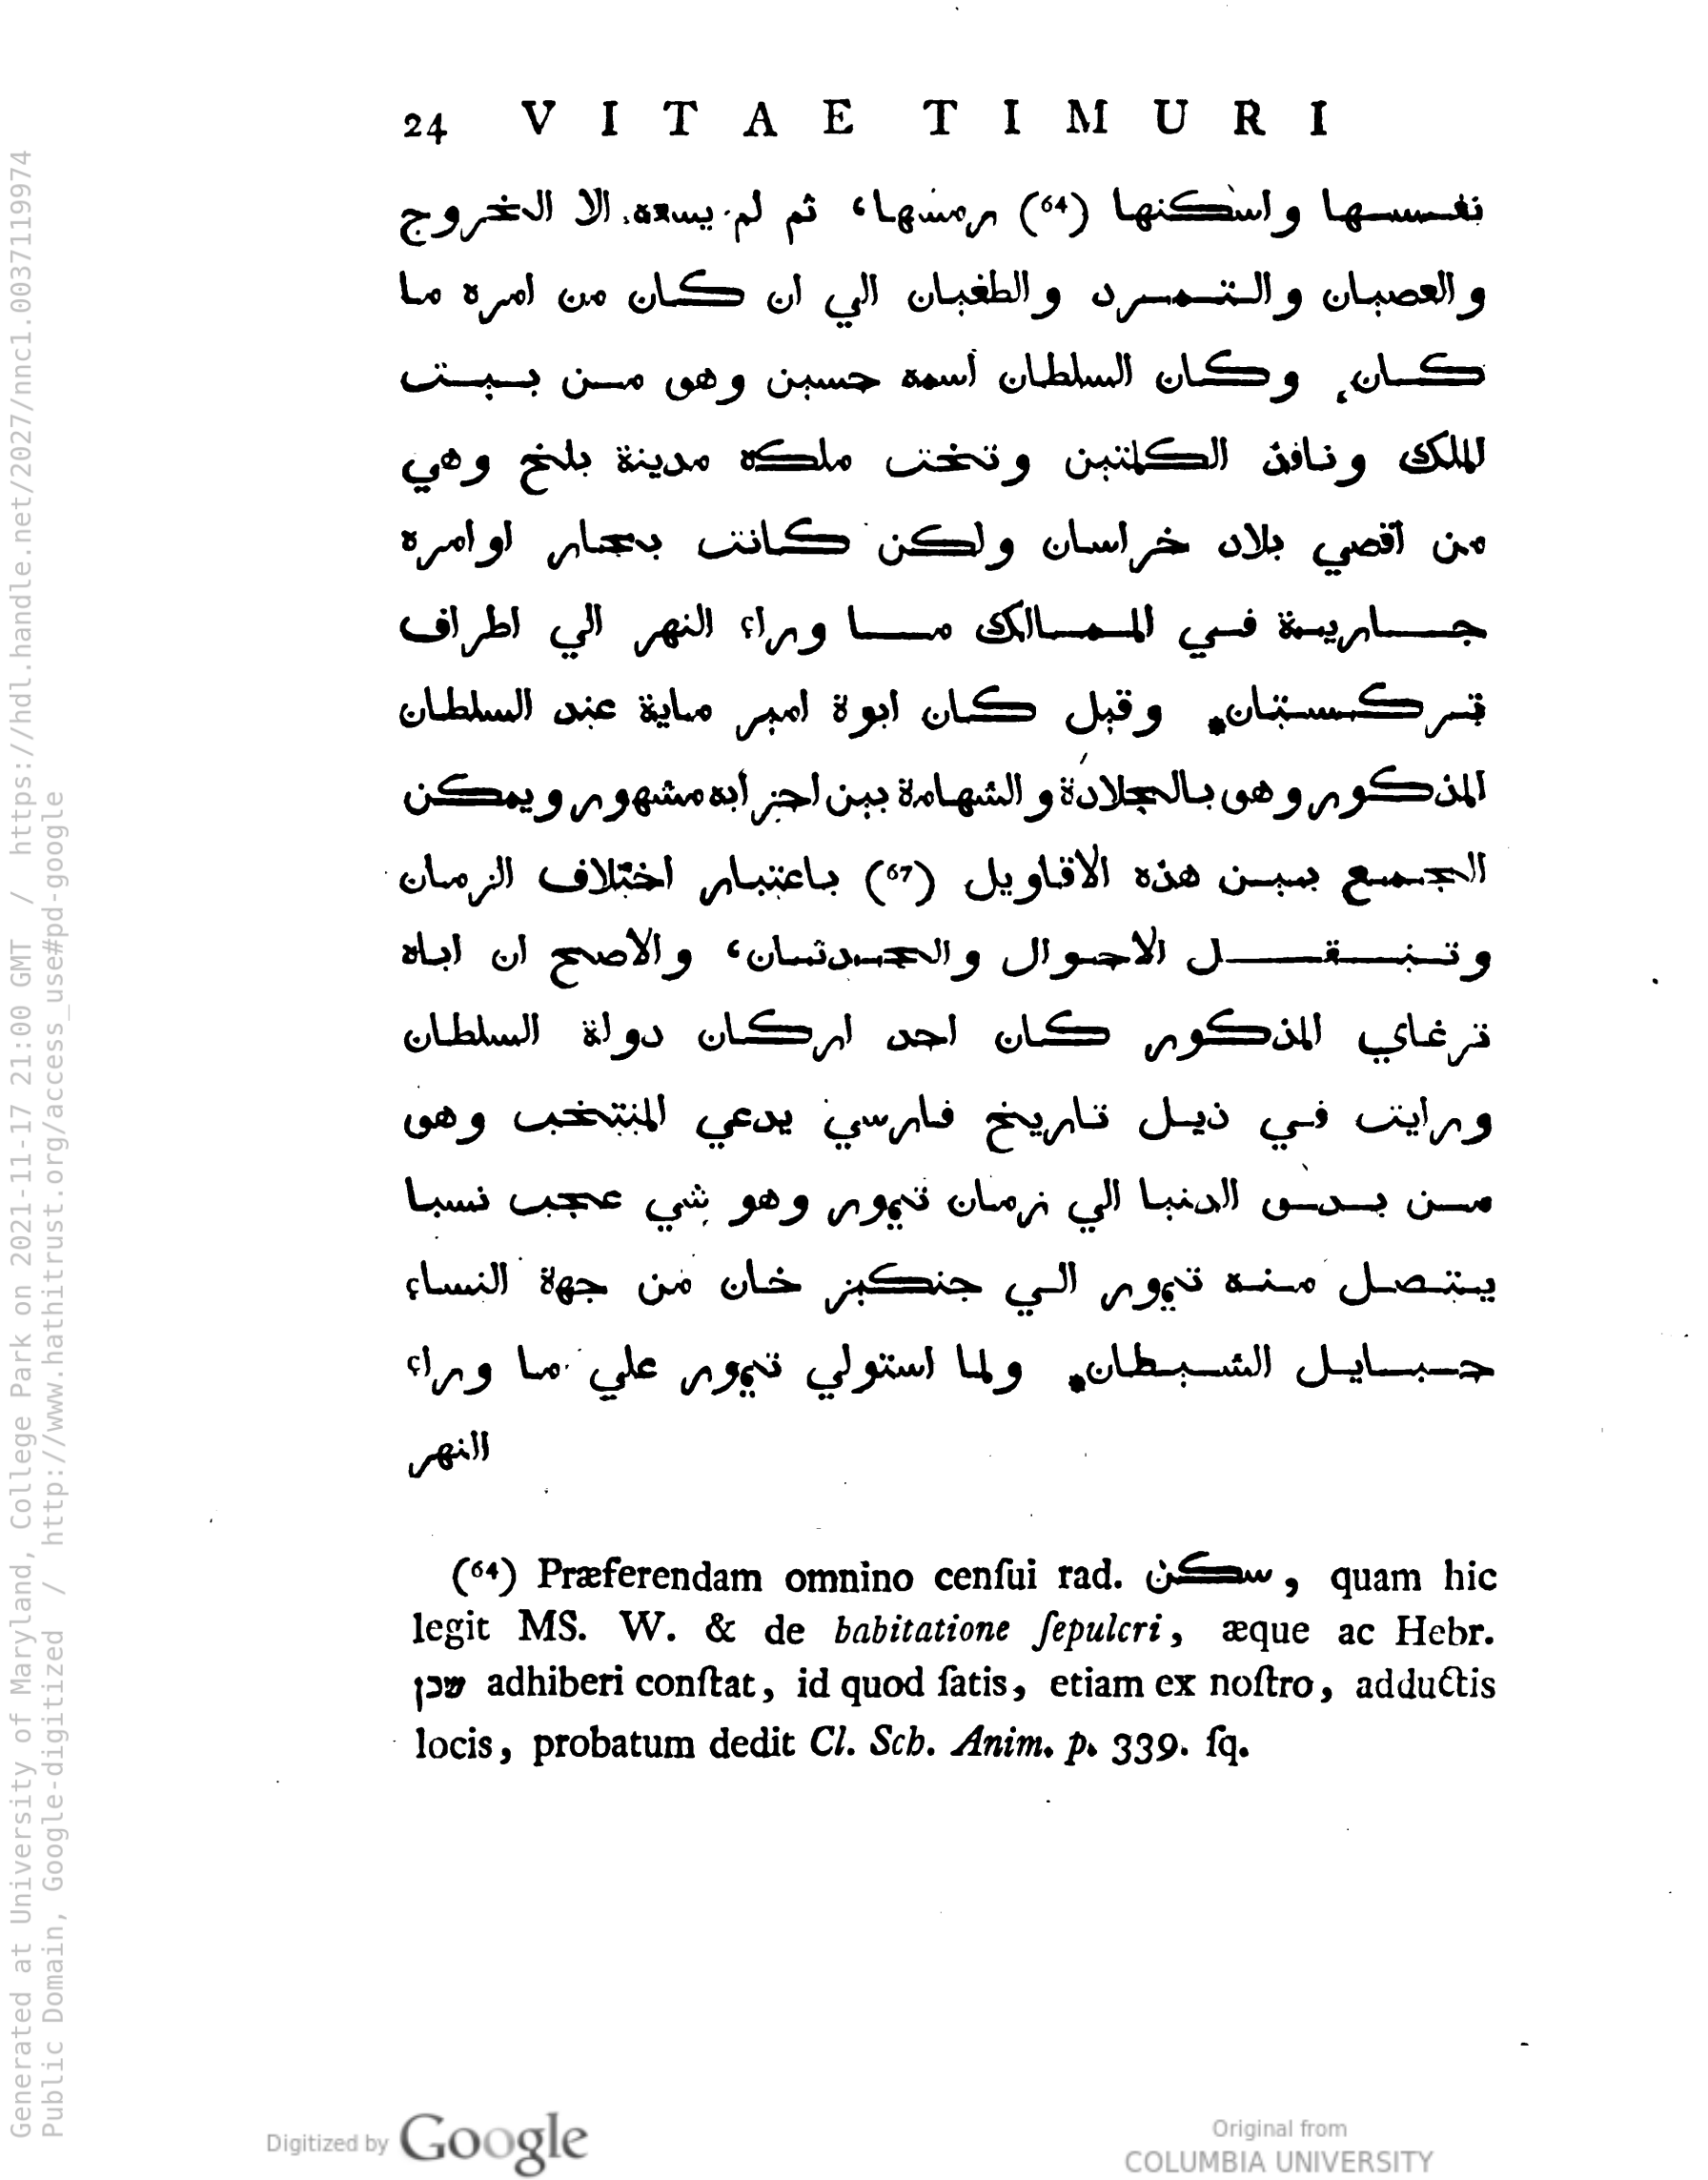 24 VITAE TIMURI
نفسها واسكنها (64) رمسها، ثم لم يسعه الا الخروج
والعصيان والتمرد والطغيان الي ان كان من امره ما
كان، وكان السلطان اسمه حسين وهو من بيت
الملك ونافذ الكلمتين وتخت ملكه مدينة بلخ وهي
من اقصي بلاد خراسان ولكن كانت بحار اوامره
جارية في الممالك ما وراء النهر الي اطراف
تركستان٭ وقيل كان ابوة امير ماية عند السلطان
المذكور وهو بالجلادة والشهامة بين احزابه مشهور ويمكن
الجمع بين هذه الاقاويل (67) باعتبار اختلاف الزمان
وتنقل الاحوال والحدثان، والاصح ان اباه
ترغاي المذكور كان احد اركان دولة السلطان
ورايت في ذيل تاريخ فارسي يدعي المنتخب وهو
من بدو الدنيا الي زمان تيمور وهو شي عجب نسبا
يتصل منه تيمور الي جنكيز خان من جهة النساء
حبايل الشيطان٭ ولما استولي تيمور علي ما وراء
النهر
(64) Præferendam omnino cenſui rad. سكن, quam hic
legit MS. W. & de habitatione ſepulcri, æque ac Hebr.
שכן adhiberi conſtat, id quod ſatis, etiam ex noſtro, adductis
locis, probatum dedit Cl. Sch. Anim. p. 339. ſq.
Digitized by Google
Original from
COLUMBIA UNIVERSITY
Generated at University of Maryland, College Park on 2021-11-17 21:00 GMT / https://hdl.handle.net/2027/nnc1.0037119974
Public Domain, Google-digitized / http://www.hathitrust.org/access_use#pd-google